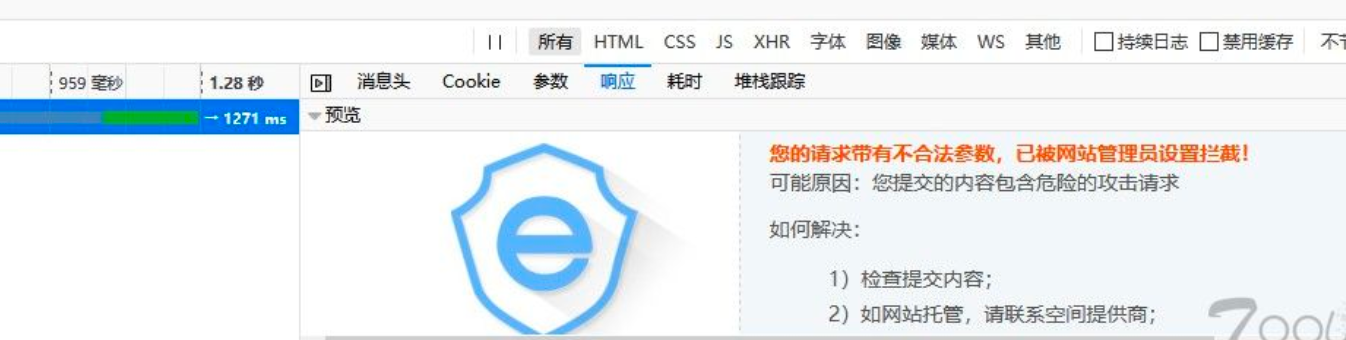 所有 HTML CSS JS XHR 字体 图像 媒体 WS 其他 持续日志 禁用缓存
959 毫秒 1.28 秒 消息头 Cookie 参数 响应 耗时 堆栈跟踪
→ 1271 ms 预览
您的请求带有不合法参数，已被网站管理员设置拦截！
可能原因：您提交的内容包含危险的攻击请求
如何解决：
1）检查提交内容；
2）如网站托管，请联系空间提供商；